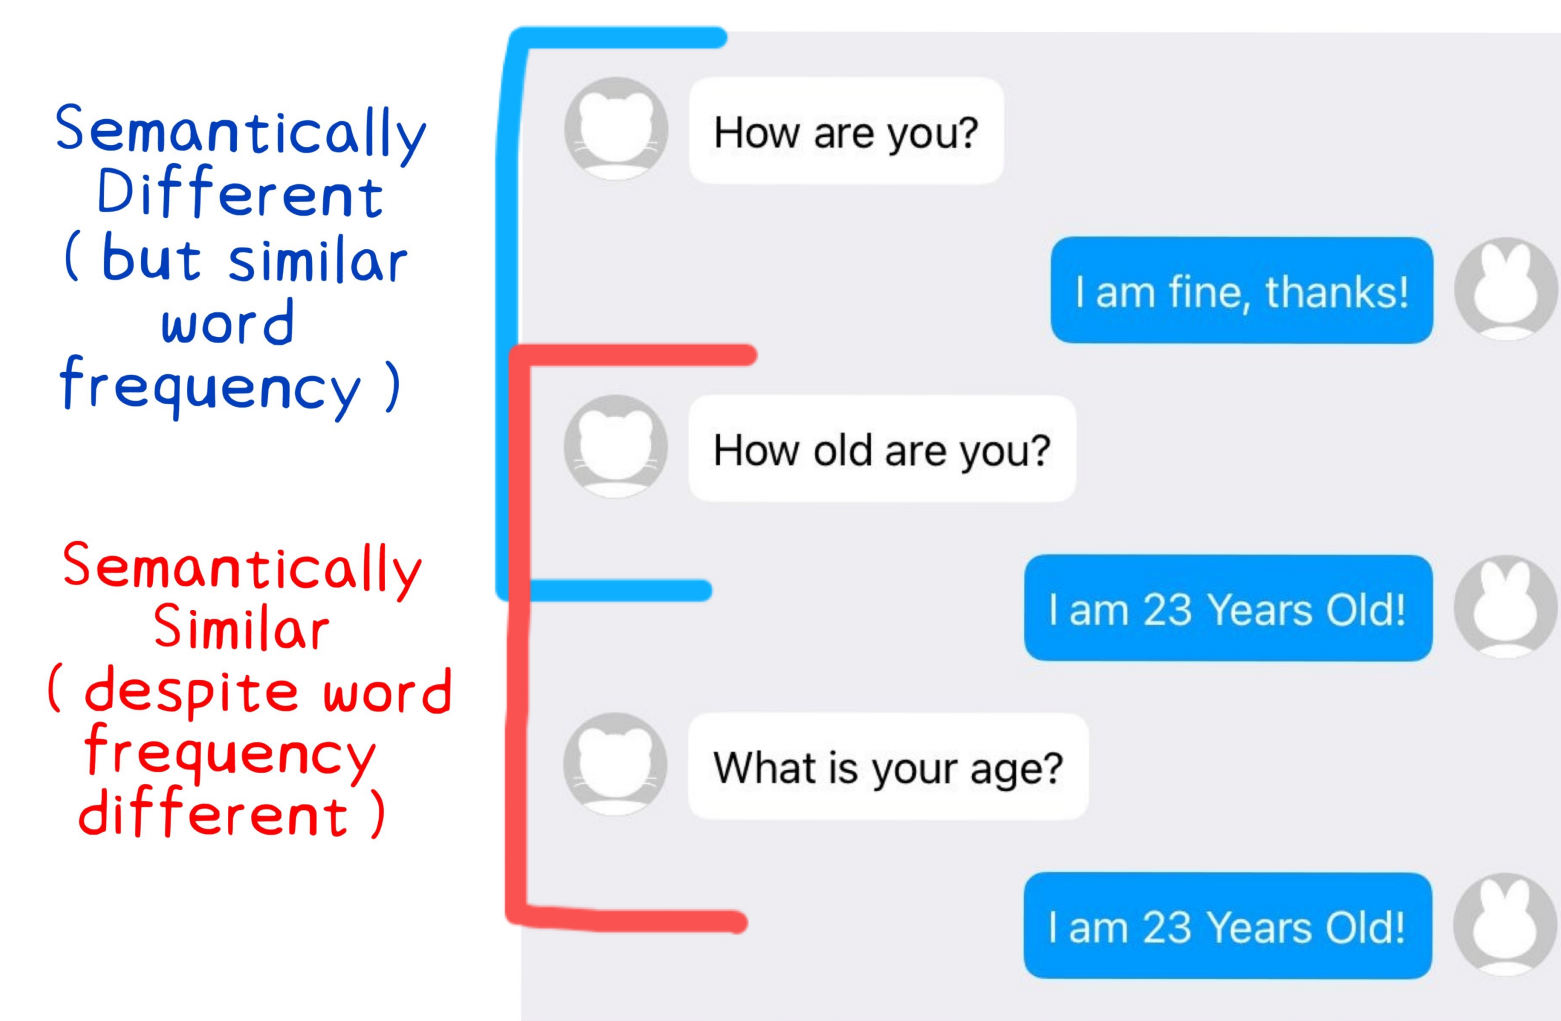 Semantically
Different
( but similar
word
frequency )
Semantically
Similar
( despite word
frequency
different )
How are you?
I am fine, thanks!
How old are you?
I am 23 Years Old!
What is your age?
I am 23 Years Old!